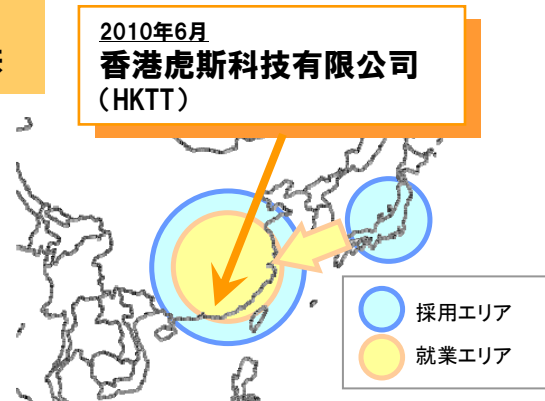 2010年6月
香港虎斯科技有限公司
（HKTT）
採用エリア
就業エリア